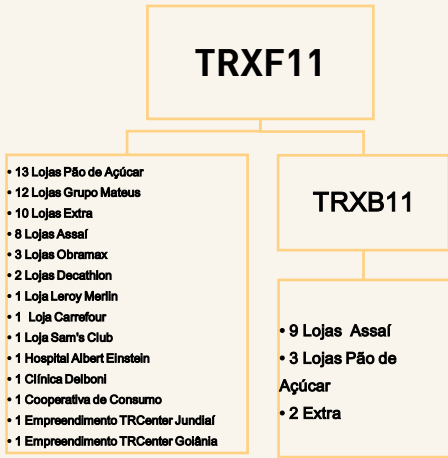 TRXF11
• 13 Lojas Pão de Açúcar
• 12 Lojas Grupo Mateus
• 10 Lojas Extra
• 8 Lojas Assaí
• 3 Lojas Obramax
• 2 Lojas Decathlon
• 1 Loja Leroy Merlin
• 1 Loja Carrefour
• 1 Loja Sam's Club
• 1 Hospital Albert Einstein
• 1 Clínica Delboni
• 1 Cooperativa de Consumo
• 1 Empreendimento TRCenter Jundiaí
• 1 Empreendimento TRCenter Goiânia
TRXB11
• 9 Lojas Assaí
• 3 Lojas Pão de
Açúcar
• 2 Extra